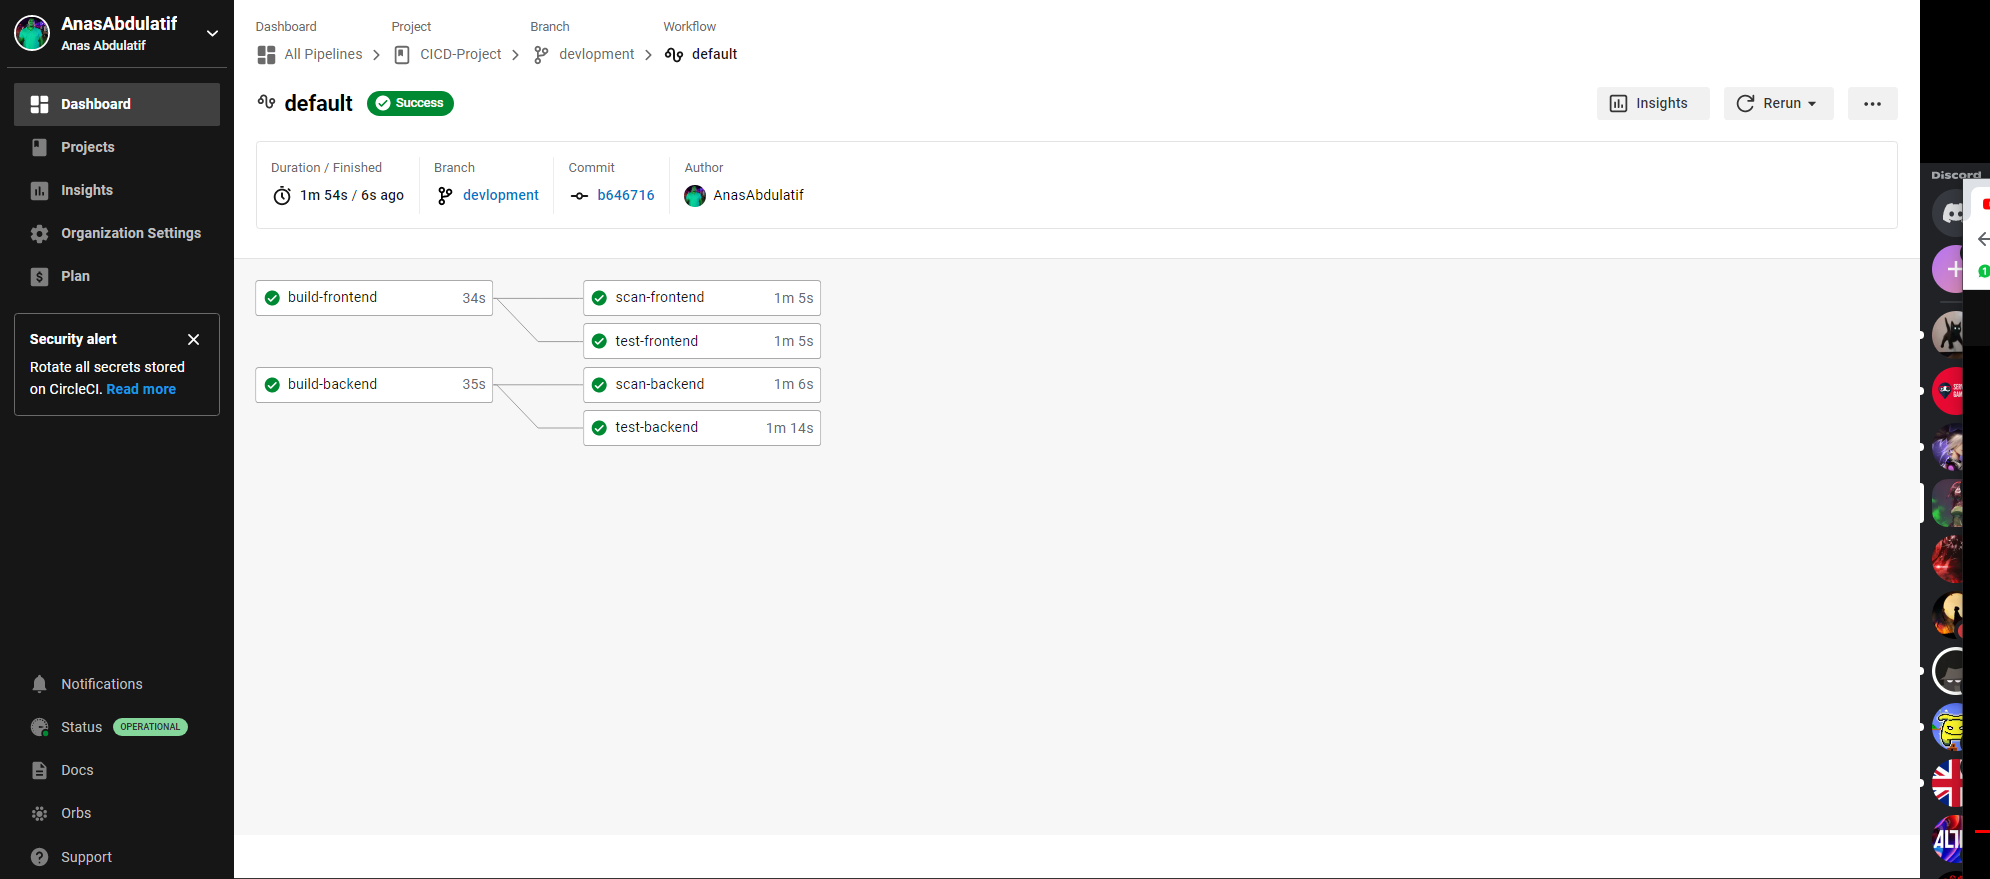 AnasAbdulatif
Anas Abdulatif
Dashboard
Projects
Insights
Organization Settings
Plan
Security alert
Rotate all secrets stored
on CircleCI. Read more
Notifications
Status OPERATIONAL
Docs
Orbs
Support
Dashboard Project Branch Workflow
All Pipelines CICD-Project devlopment default
default Success
Insights Rerun
Duration / Finished Branch Commit Author
1m 54s / 6s ago devlopment b646716 AnasAbdulatif
build-frontend 34s scan-frontend 1m 5s
test-frontend 1m 5s
build-backend 35s scan-backend 1m 6s
test-backend 1m 14s
Discord
1